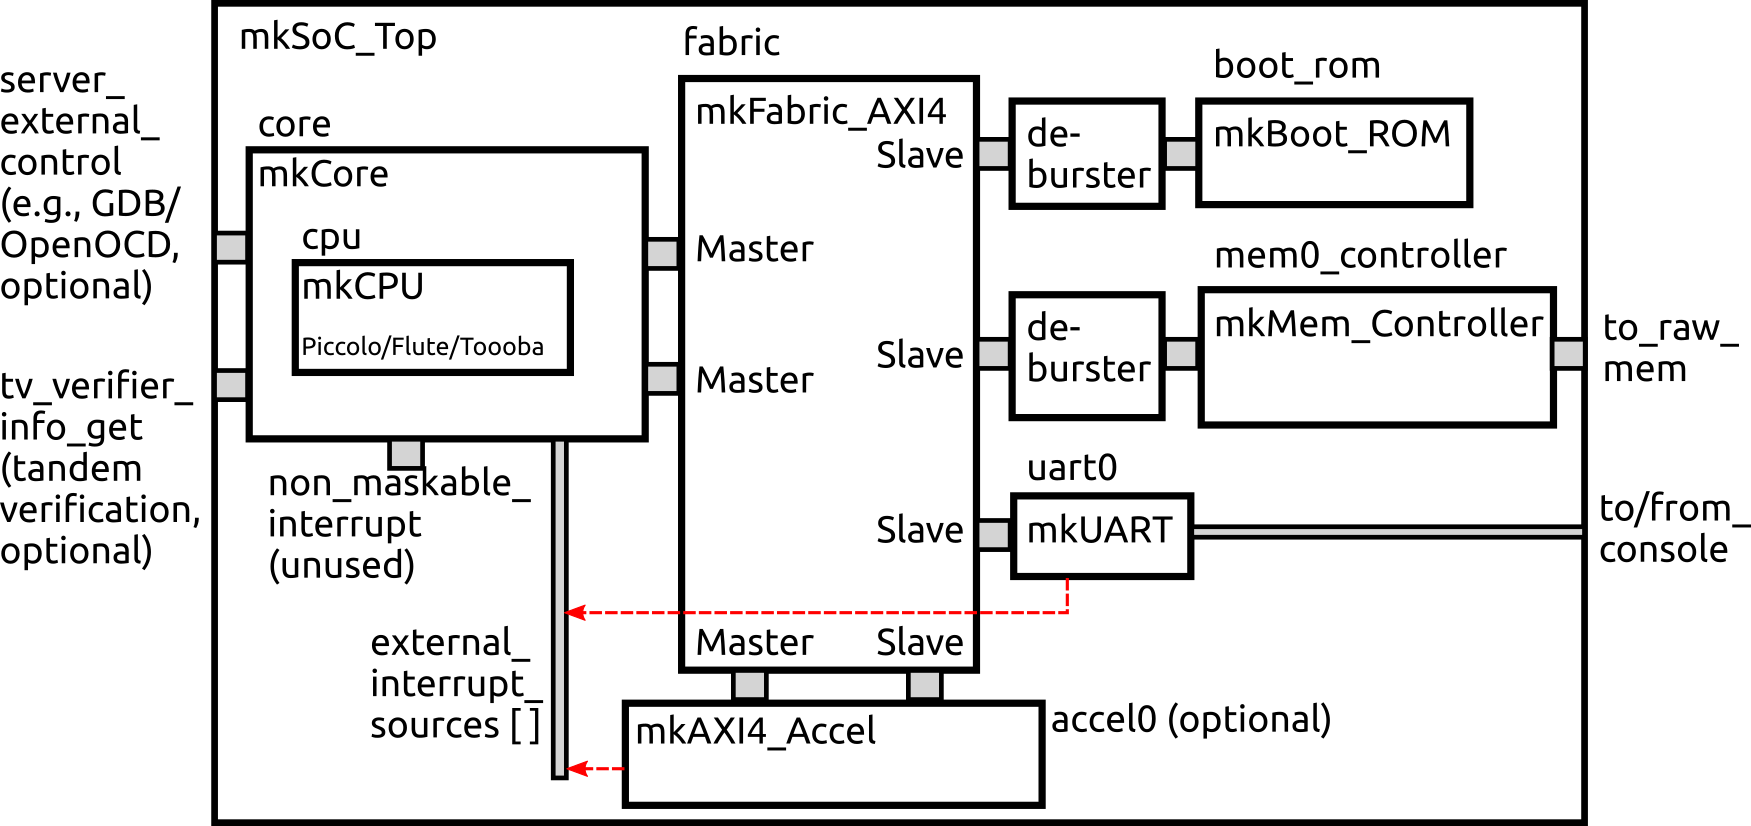 mkSoC_Top
server_
external_
control
(e.g., GDB/
OpenOCD,
optional)
tv_verifier_
info_get
(tandem
verification,
optional)
core
mkCore
cpu
mkCPU
Piccolo/Flute/Toooba
non_maskable_
interrupt
(unused)
external_
interrupt_
sources [ ]
fabric
mkFabric_AXI4
Slave
Master
Slave
Master
Slave
Master
Slave
de-
burster
boot_rom
mkBoot_ROM
de-
burster
mem0_controller
mkMem_Controller
to_raw_
mem
uart0
mkUART
to/from_
console
mkAXI4_Accel
accel0 (optional)